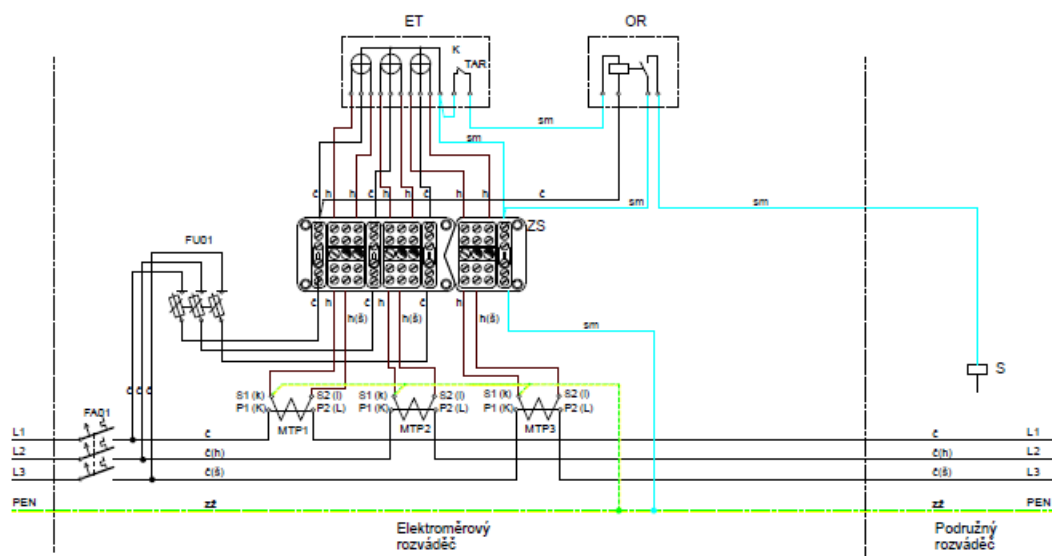 ET
OR
K
TAR
sm
sm
č h h č h h č h h č sm sm
ZS
FU01
č h h(š) č h h(š) č h h(š)
sm
č č č
S
S1 (k) S2 (l) S1 (k) S2 (l) S1 (k) S2 (l)
P1 (K) P2 (L) P1 (K) P2 (L) P1 (K) P2 (L)
FA01
MTP1 MTP2 MTP3
L1 č č L1
L2 č(h) č(h) L2
L3 č(š) č(š) L3
PEN zž zž PEN
Elektroměrový
rozváděč
Podružný
rozváděč